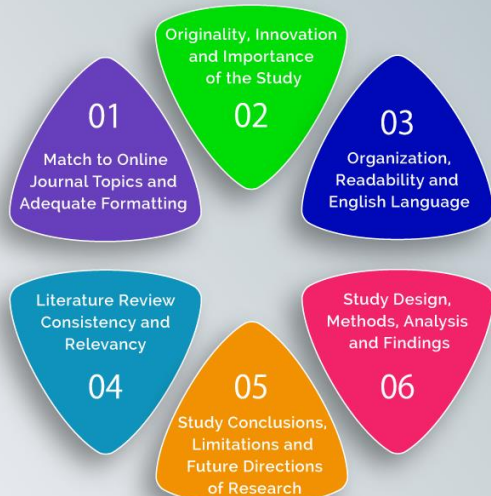 01
Match to Online
Journal Topics and
Adequate Formatting
Originality, Innovation
and Importance
of the Study
02
03
Organization,
Readability and
English Language
Literature Review
Consistency and
Relevancy
04
05
Study Conclusions,
Limitations and
Future Directions
of Research
Study Design,
Methods, Analysis
and Findings
06